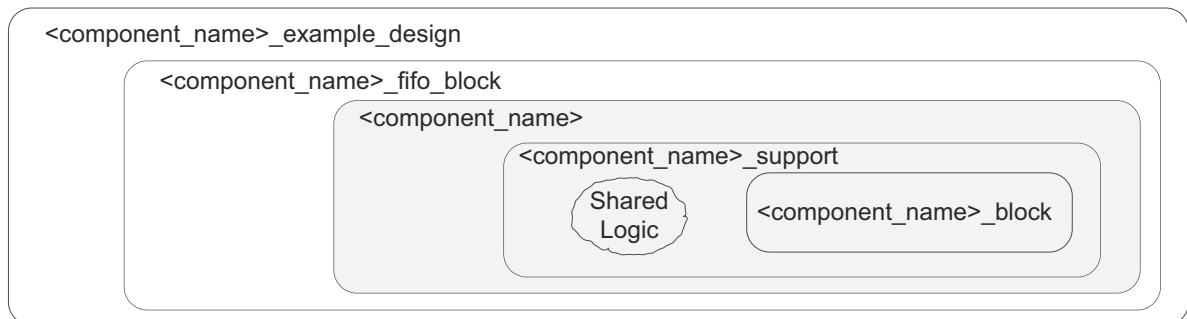 <component_name>_example_design
<component_name>_fifo_block
<component_name>
<component_name>_support
Shared
Logic
<component_name>_block